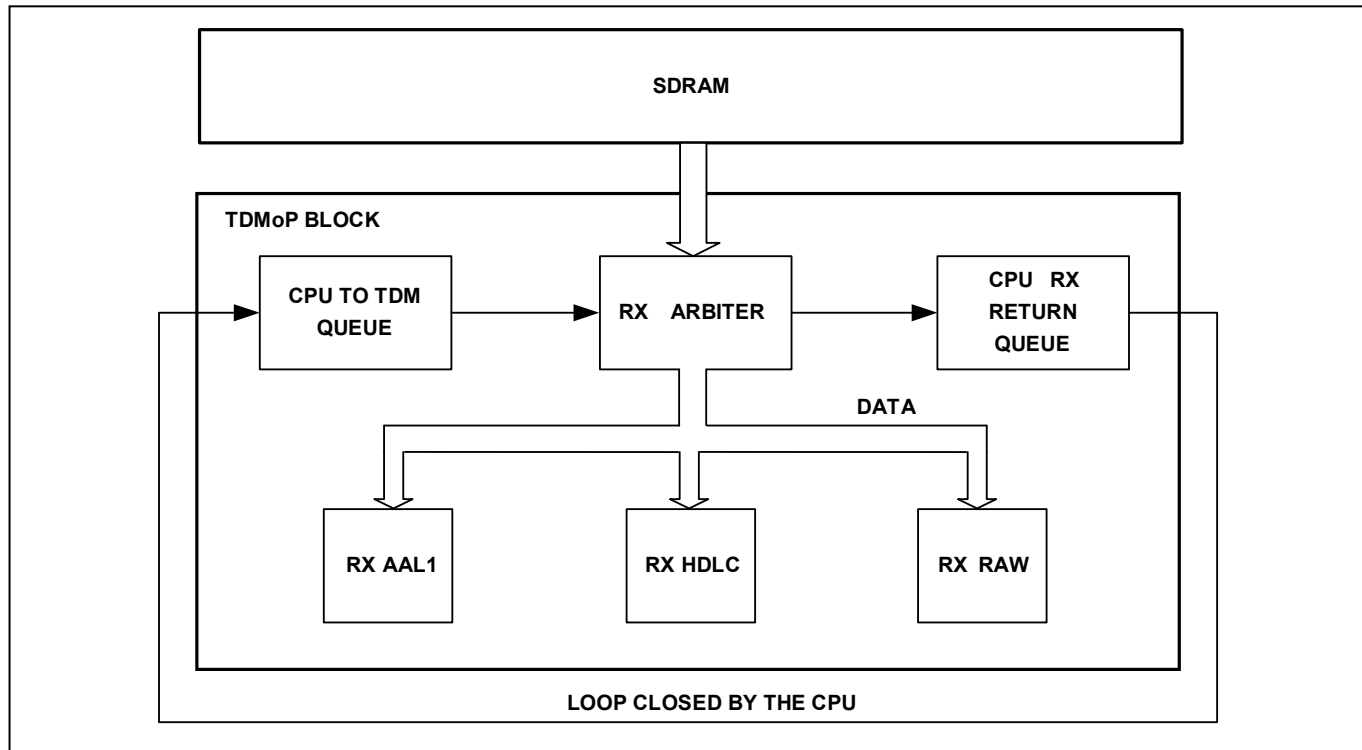 SDRAM
TDMoP BLOCK
CPU TO TDM
QUEUE
RX ARBITER
CPU RX
RETURN
QUEUE
DATA
RX AAL1
RX HDLC
RX RAW
LOOP CLOSED BY THE CPU